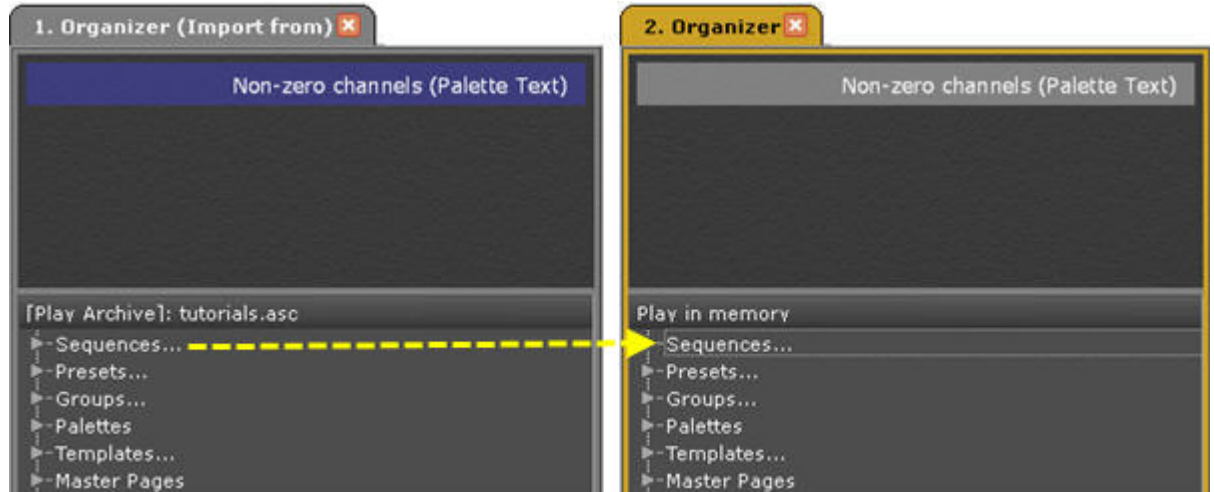 1. Organizer (Import from)
Non-zero channels (Palette Text)
[Play Archive]: tutorials.asc
Sequences...
Presets...
Groups...
Palettes
Templates...
Master Pages
2. Organizer
Non-zero channels (Palette Text)
Play in memory
Sequences...
Presets...
Groups...
Palettes
Templates...
Master Pages